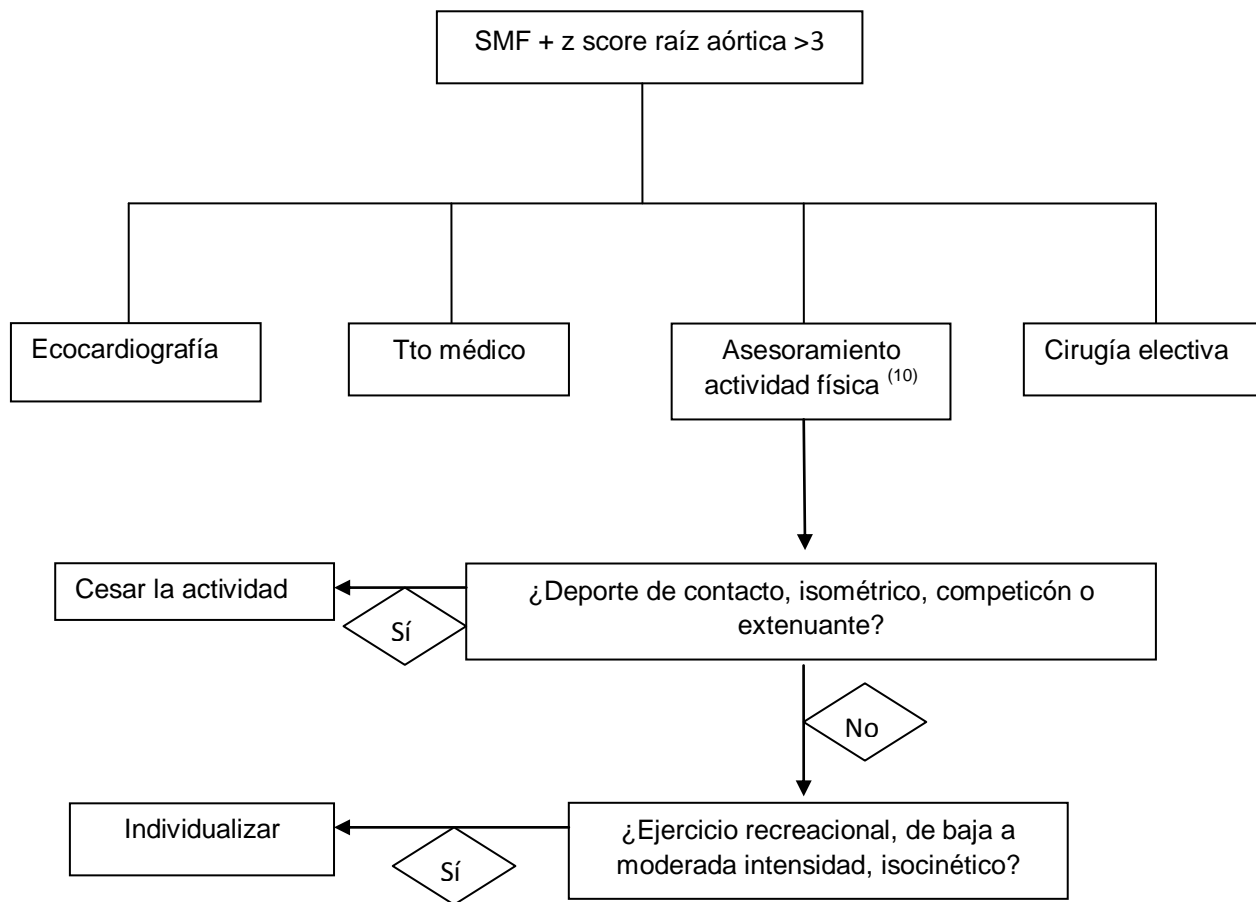 SMF + z score raíz aórtica >3
Ecocardiografía
Tto médico
Asesoramiento
actividad física (10)
Cirugía electiva
Cesar la actividad
Sí
¿Deporte de contacto, isométrico, competicón o
extenuante?
No
Individualizar
Sí
¿Ejercicio recreacional, de baja a
moderada intensidad, isocinético?